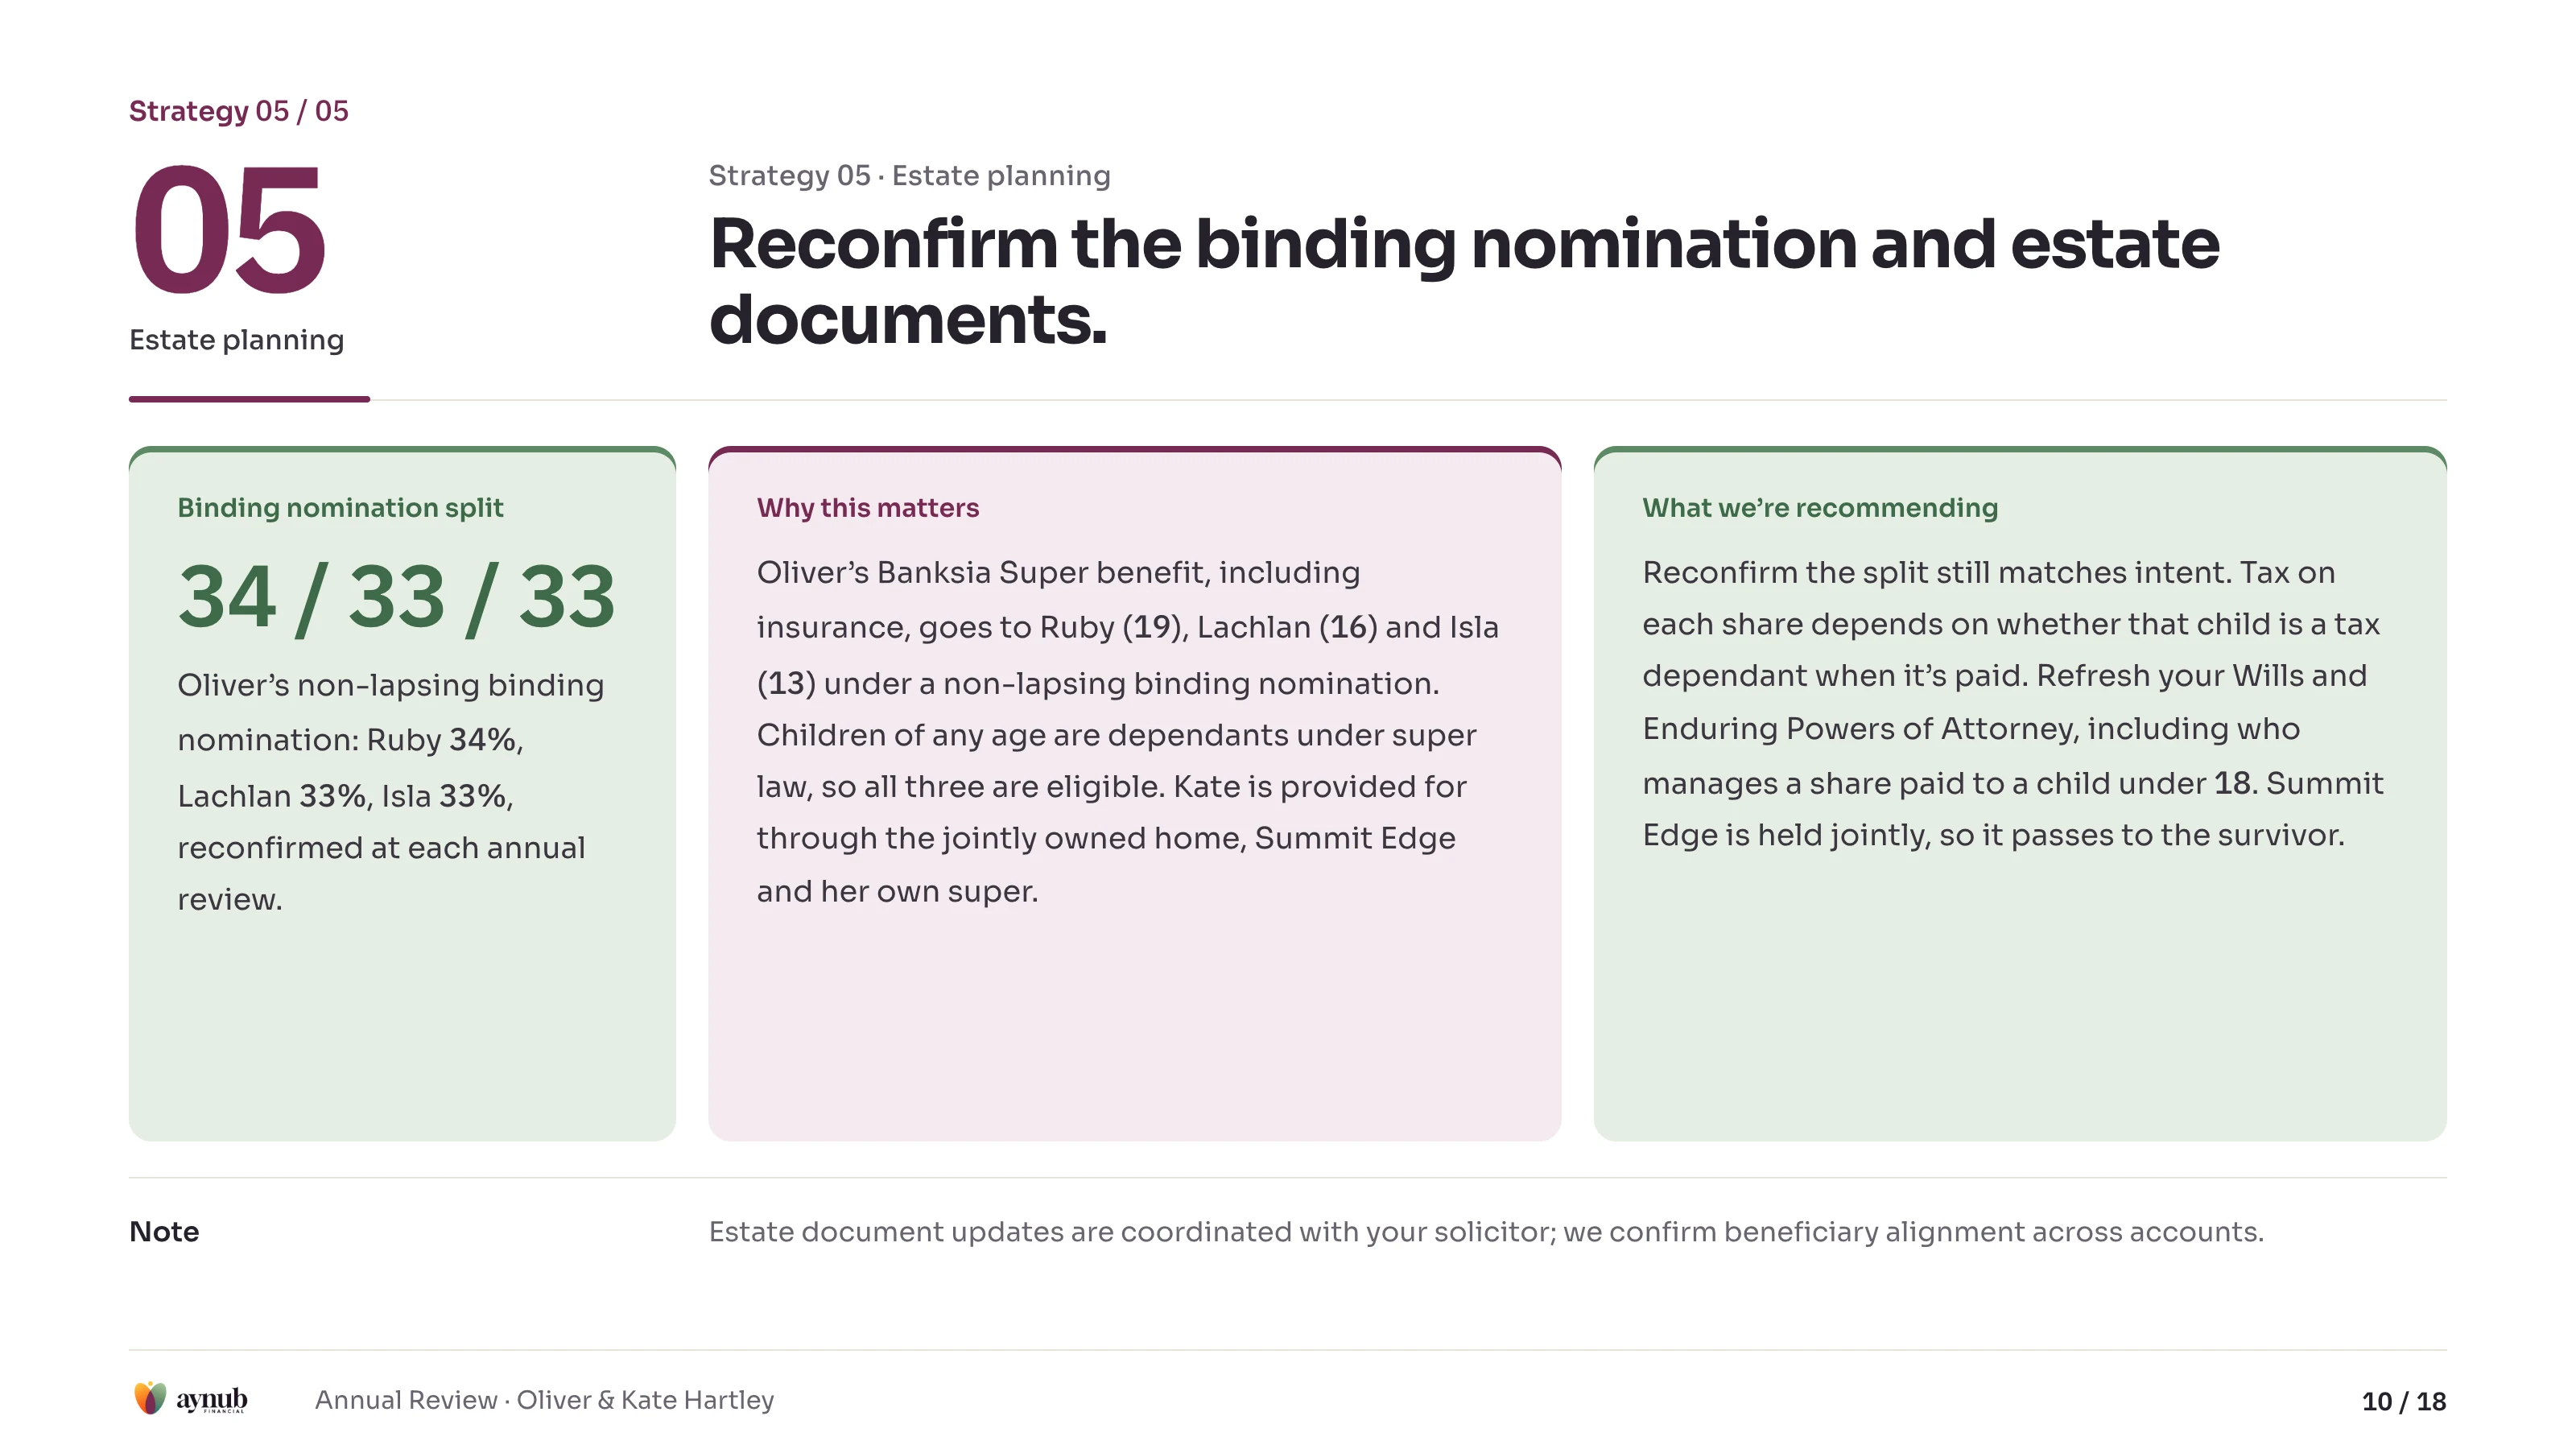 Strategy 05 / 05
05
Estate planning
Strategy 05 · Estate planning
Reconfirm the binding nomination and estate
documents.
Binding nomination split
34 / 33 / 33
Oliver’s non-lapsing binding
nomination: Ruby 34%,
Lachlan 33%, Isla 33%,
reconfirmed at each annual
review.
Why this matters
Oliver’s Banksia Super benefit, including
insurance, goes to Ruby (19), Lachlan (16) and Isla
(13) under a non-lapsing binding nomination.
Children of any age are dependants under super
law, so all three are eligible. Kate is provided for
through the jointly owned home, Summit Edge
and her own super.
What we’re recommending
Reconfirm the split still matches intent. Tax on
each share depends on whether that child is a tax
dependant when it’s paid. Refresh your Wills and
Enduring Powers of Attorney, including who
manages a share paid to a child under 18. Summit
Edge is held jointly, so it passes to the survivor.
Note
Estate document updates are coordinated with your solicitor; we confirm beneficiary alignment across accounts.
aynub
FINANCIAL
Annual Review · Oliver & Kate Hartley
10 / 18